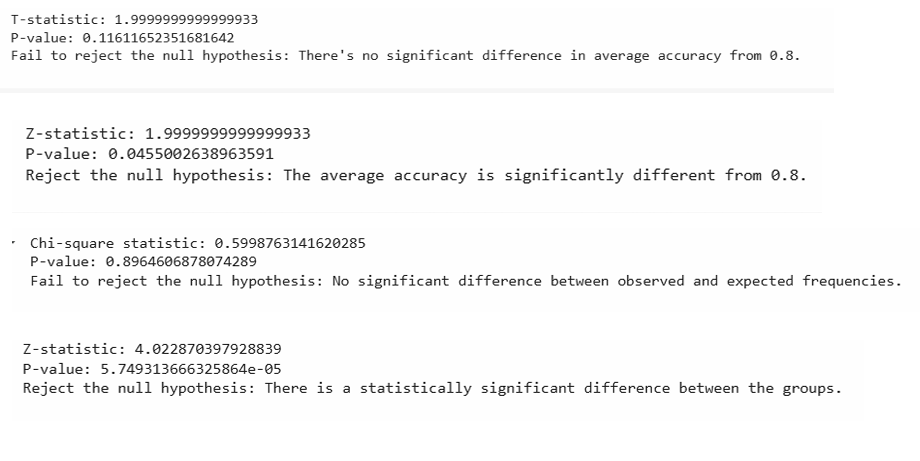 T-statistic: 1.9999999999999933
P-value: 0.11611652351681642
Fail to reject the null hypothesis: There's no significant difference in average accuracy from 0.8.
Z-statistic: 1.9999999999999933
P-value: 0.0455002638963591
Reject the null hypothesis: The average accuracy is significantly different from 0.8.
Chi-square statistic: 0.5998763141620285
P-value: 0.8964606878074289
Fail to reject the null hypothesis: No significant difference between observed and expected frequencies.
Z-statistic: 4.022870397928839
P-value: 5.749313666325864e-05
Reject the null hypothesis: There is a statistically significant difference between the groups.